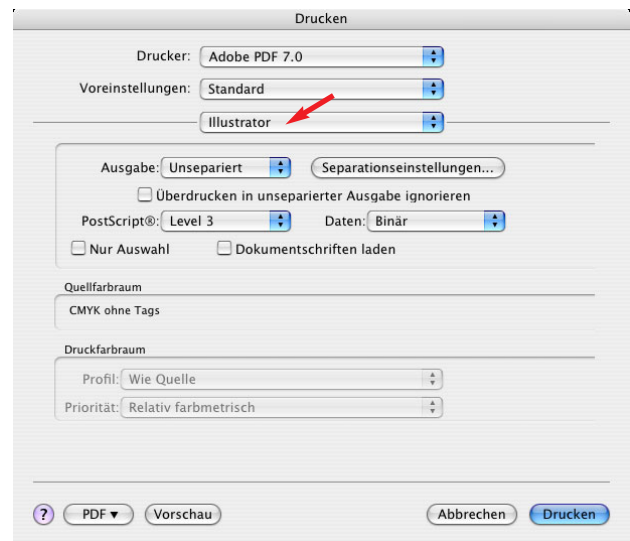 Drucken
Drucker: Adobe PDF 7.0
Voreinstellungen: Standard
Illustrator
Ausgabe: Unsepariert Separationseinstellungen...
Überdrucken in unseparierter Ausgabe ignorieren
PostScript®: Level 3 Daten: Binär
Nur Auswahl Dokumentschriften laden
Quellfarbraum
CMYK ohne Tags
Druckfarbraum
Profil: Wie Quelle
Priorität: Relativ farbmetrisch
? PDF ▼ Vorschau Abbrechen Drucken